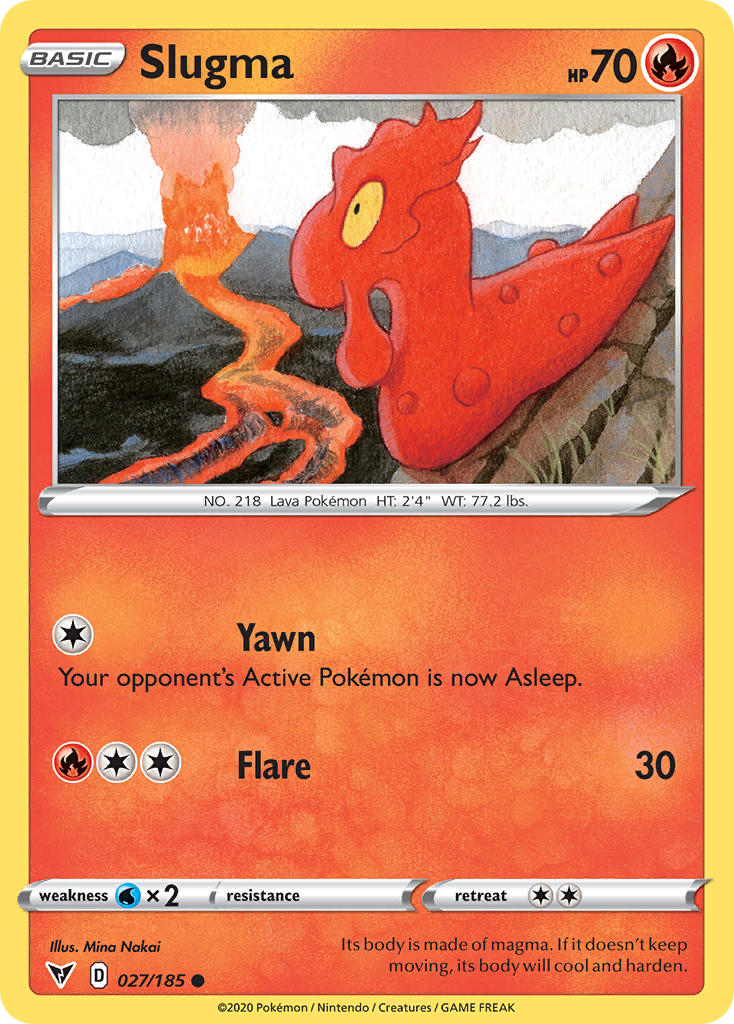 BASIC Slugma HP 70
NO. 218 Lava Pokémon HT: 2'4" WT: 77.2 lbs.
Yawn
Your opponent's Active Pokémon is now Asleep.
Flare 30
weakness ×2 resistance retreat
Illus. Mina Nakai
Its body is made of magma. If it doesn't keep
moving, its body will cool and harden.
D 027/185
©2020 Pokémon / Nintendo / Creatures / GAME FREAK